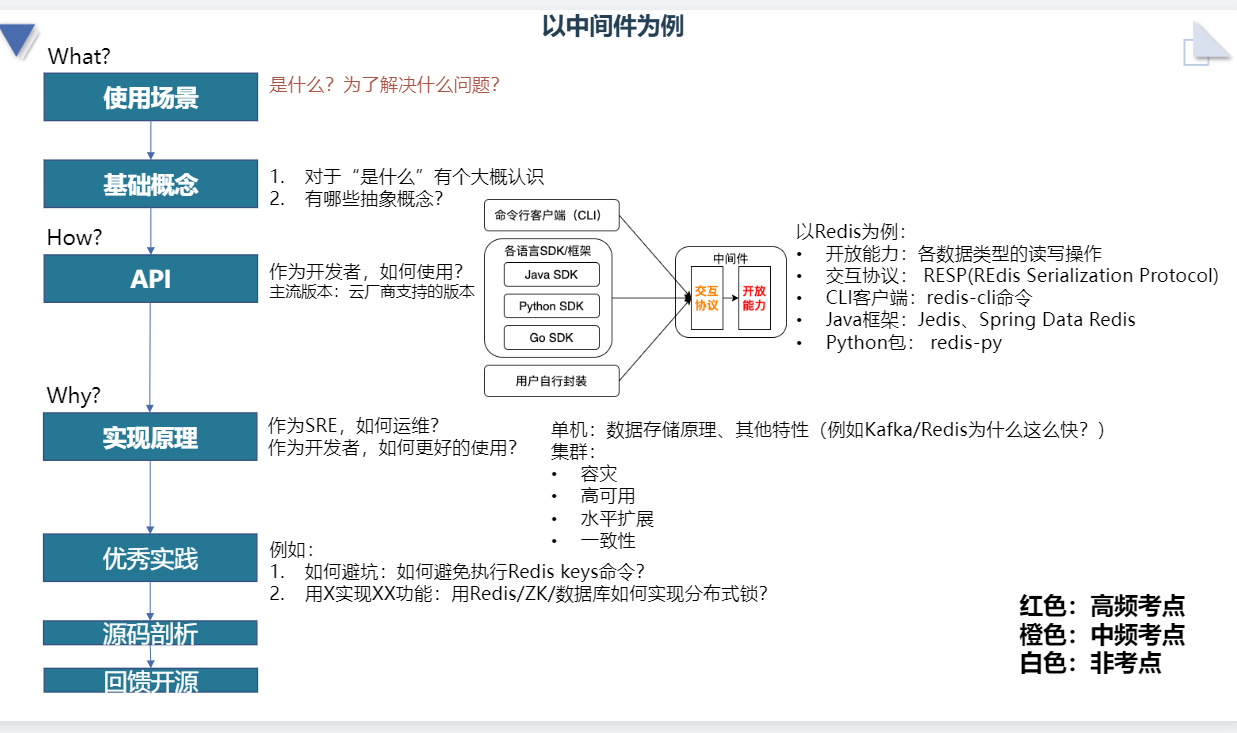 以中间件为例
What?
使用场景
是什么？为了解决什么问题？
基础概念
1. 对于“是什么”有个大概认识
2. 有哪些抽象概念？
How?
API
作为开发者，如何使用？
主流版本：云厂商支持的版本
命令行客户端（CLI）
各语言SDK/框架
Java SDK
Python SDK
Go SDK
用户自行封装
中间件
交互
协议
开放
能力
以Redis为例：
• 开放能力：各数据类型的读写操作
• 交互协议： RESP(REdis Serialization Protocol)
• CLI客户端：redis-cli命令
• Java框架：Jedis、Spring Data Redis
• Python包： redis-py
Why?
实现原理
作为SRE，如何运维？
作为开发者，如何更好的使用？
单机：数据存储原理、其他特性（例如Kafka/Redis为什么这么快？）
集群：
• 容灾
• 高可用
• 水平扩展
• 一致性
优秀实践
例如：
1. 如何避坑：如何避免执行Redis keys命令？
2. 用X实现XX功能：用Redis/ZK/数据库如何实现分布式锁？
源码剖析
回馈开源
红色：高频考点
橙色：中频考点
白色：非考点